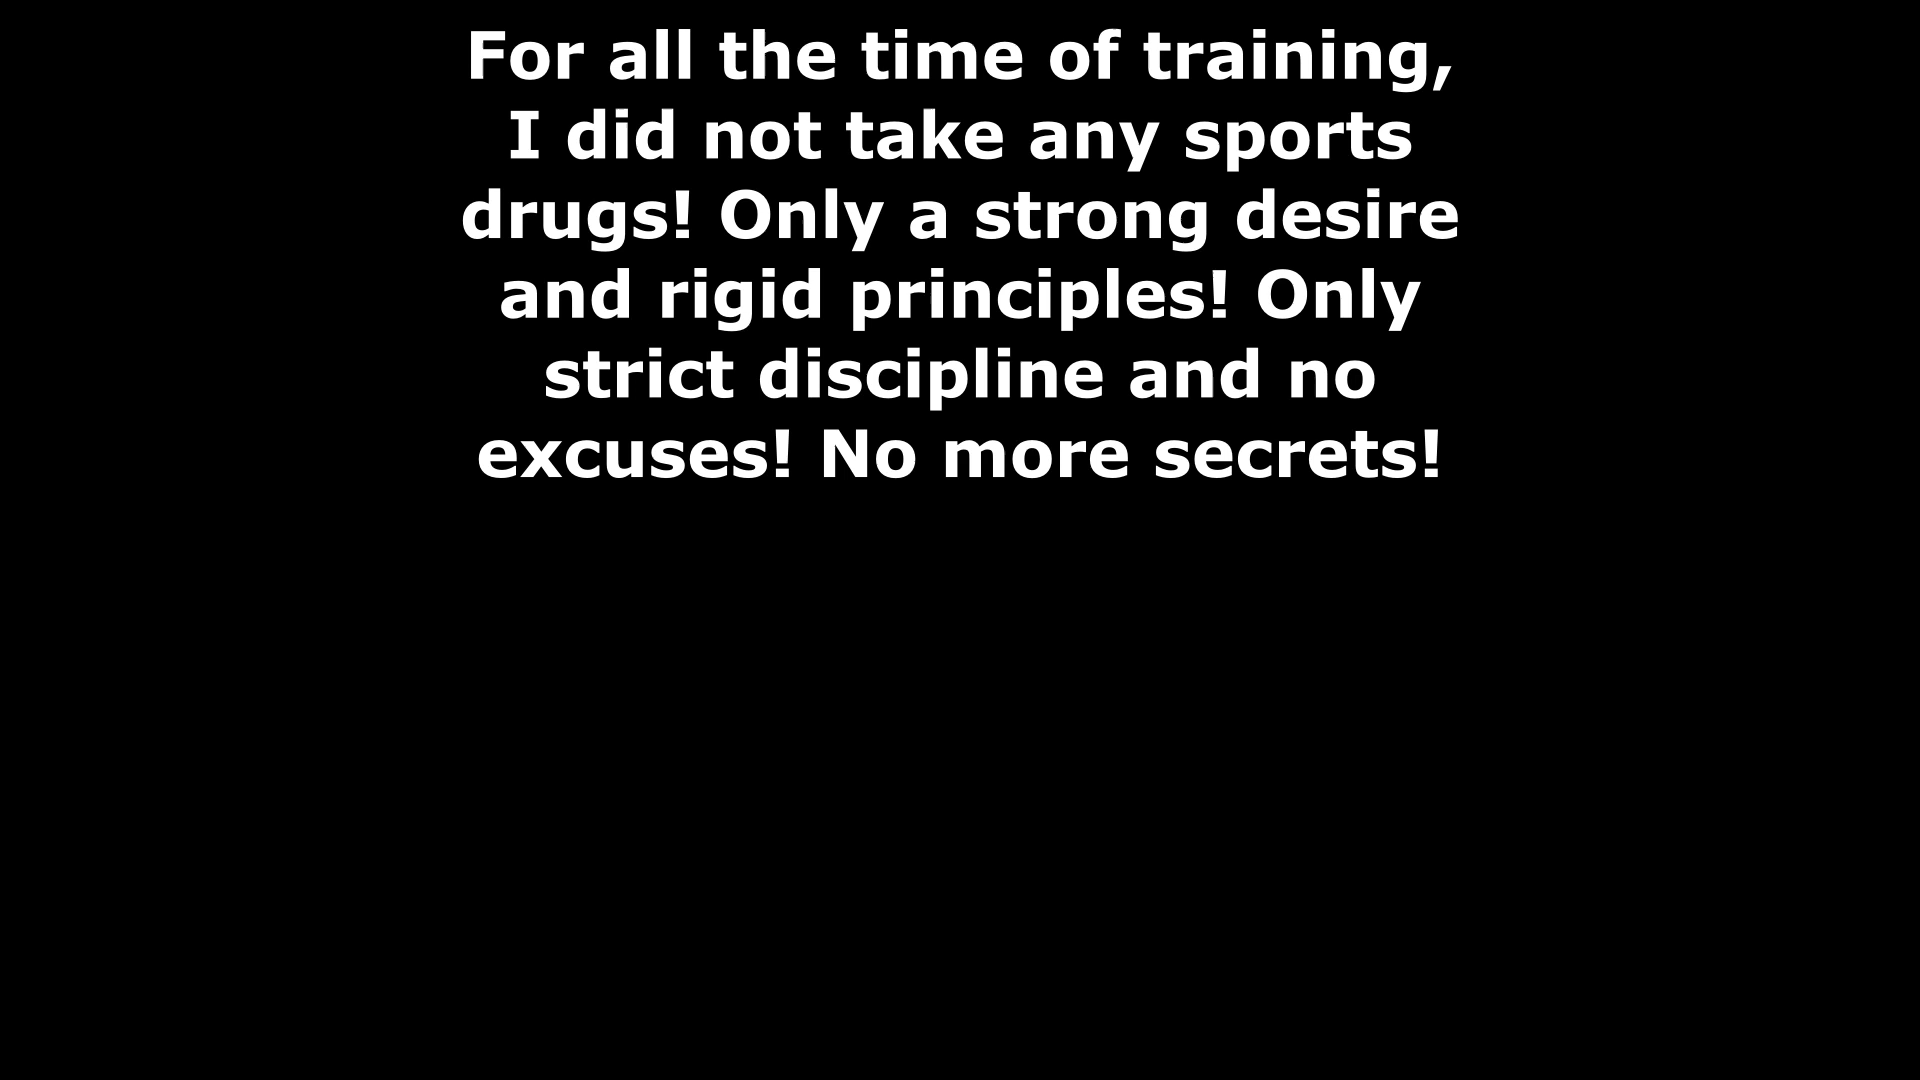 For all the time of training,
I did not take any sports
drugs! Only a strong desire
and rigid principles! Only
strict discipline and no
excuses! No more secrets!